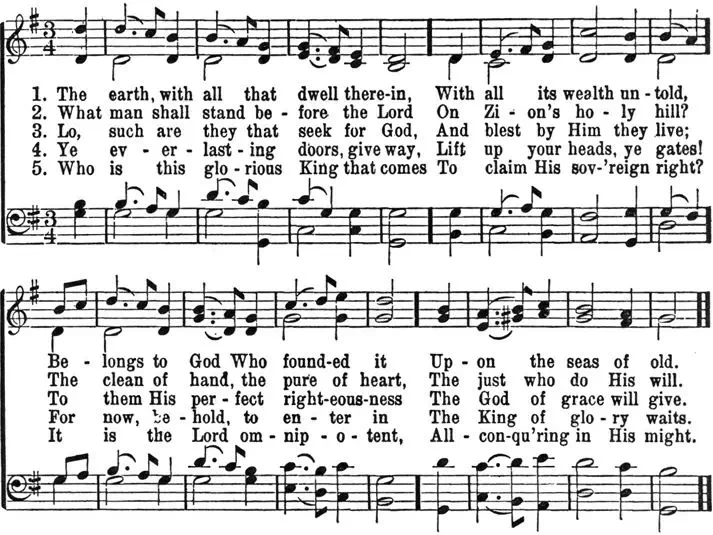 1. The earth, with all that dwell there-in, With all its wealth un - told,
2. What man shall stand be - fore the Lord On Zi - on's ho - ly hill?
3. Lo, such are they that seek for God, And blest by Him they live;
4. Ye ev - er - last - ing doors, give way, Lift up your heads, ye gates!
5. Who is this glo - rious King that comes To claim His sov-'reign right?
Be - longs to God Who found-ed it Up - on the seas of old.
The clean of hand, the pure of heart, The just who do His will.
To them His per - fect right-eous-ness The God of grace will give.
For now, be - hold, to en - ter in The King of glo - ry waits.
It is the Lord om - nip - o - tent, All - con-qu'ring in His might.